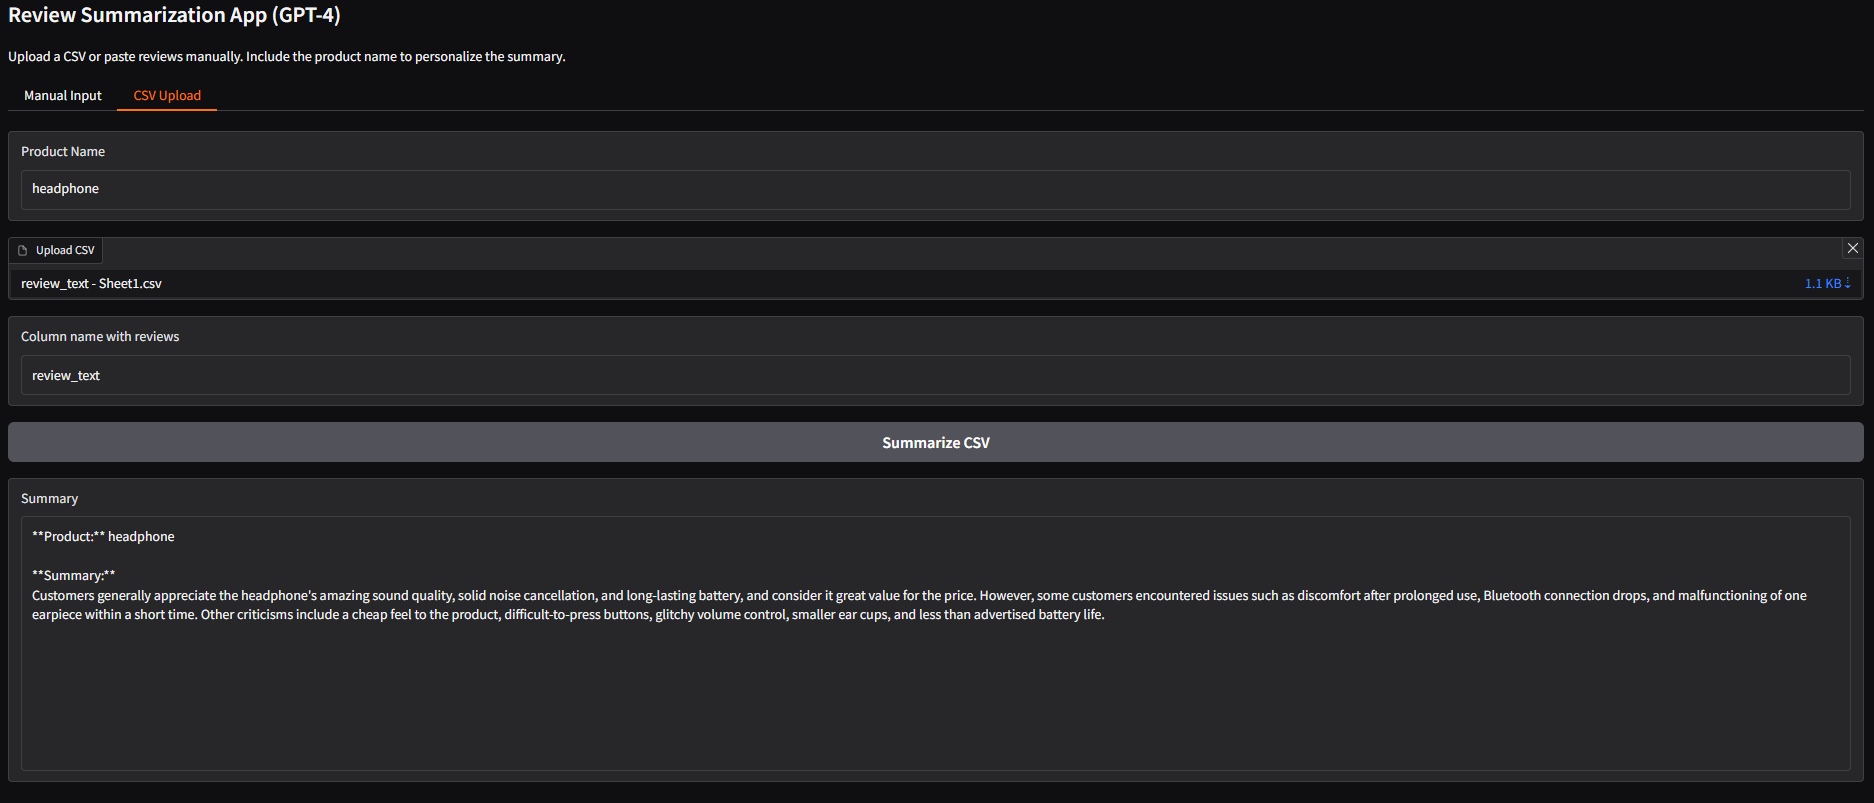 Review Summarization App (GPT-4)
Upload a CSV or paste reviews manually. Include the product name to personalize the summary.
Manual Input
CSV Upload
Product Name
headphone
Upload CSV
review_text - Sheet1.csv
1.1 KB ⇣
Column name with reviews
review_text
Summarize CSV
Summary
**Product:** headphone
**Summary:**
Customers generally appreciate the headphone's amazing sound quality, solid noise cancellation, and long-lasting battery, and consider it great value for the price. However, some customers encountered issues such as discomfort after prolonged use, Bluetooth connection drops, and malfunctioning of one
earpiece within a short time. Other criticisms include a cheap feel to the product, difficult-to-press buttons, glitchy volume control, smaller ear cups, and less than advertised battery life.